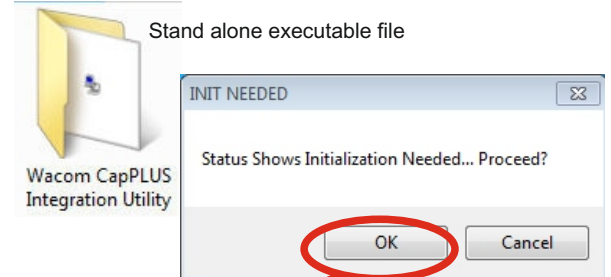 Stand alone executable file
Wacom CapPLUS
Integration Utility
INIT NEEDED
Status Shows Initialization Needed... Proceed?
OK
Cancel